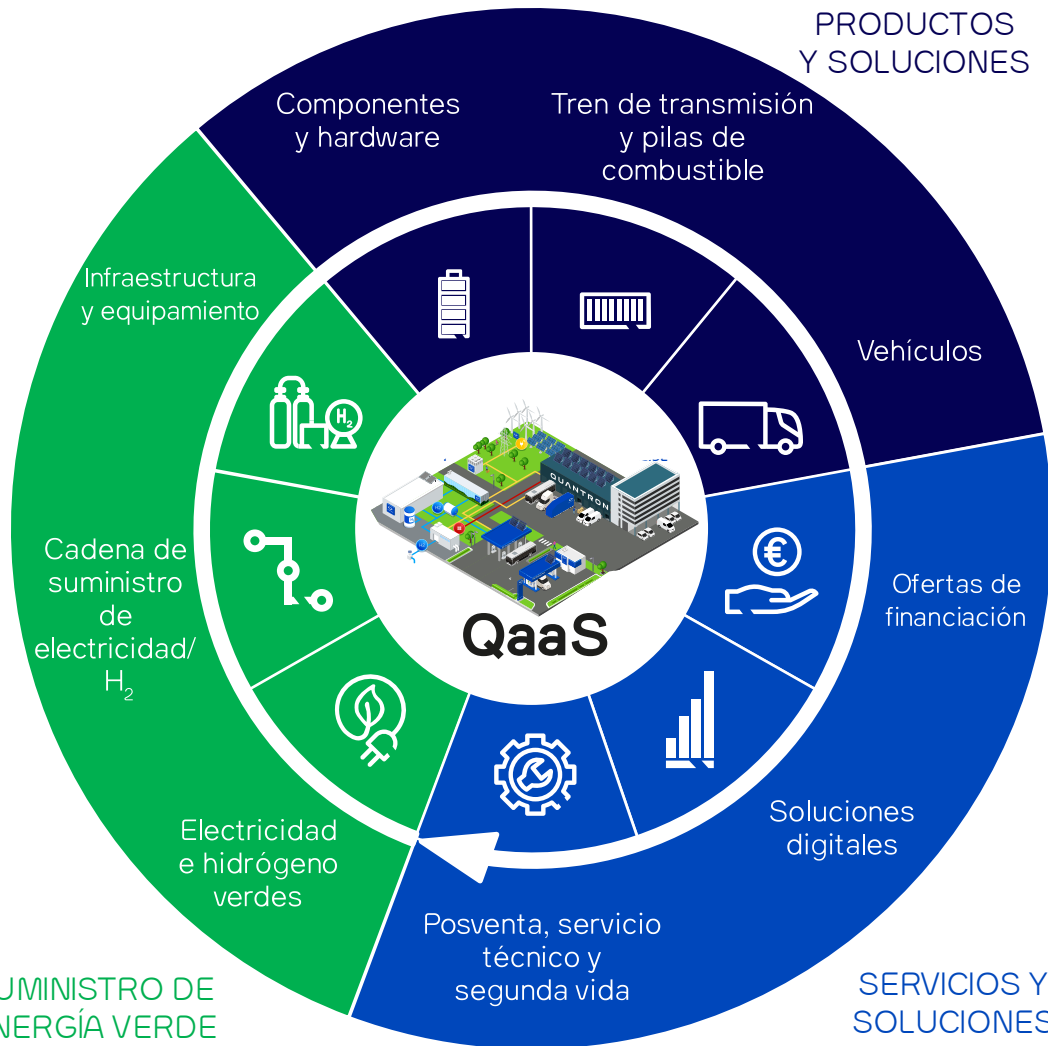 PRODUCTOS
Y SOLUCIONES
Componentes
y hardware
Tren de transmisión
y pilas de
combustible
Vehículos
Infraestructura
y equipamiento
H₂
QUANTRON
QaaS
€
Cadena de
suministro
de
electricidad/
H₂
Ofertas de
financiación
Soluciones
digitales
Electricidad
e hidrógeno
verdes
Posventa, servicio
técnico y
segunda vida
UMINISTRO DE
NERGÍA VERDE
SERVICIOS Y
SOLUCIONES